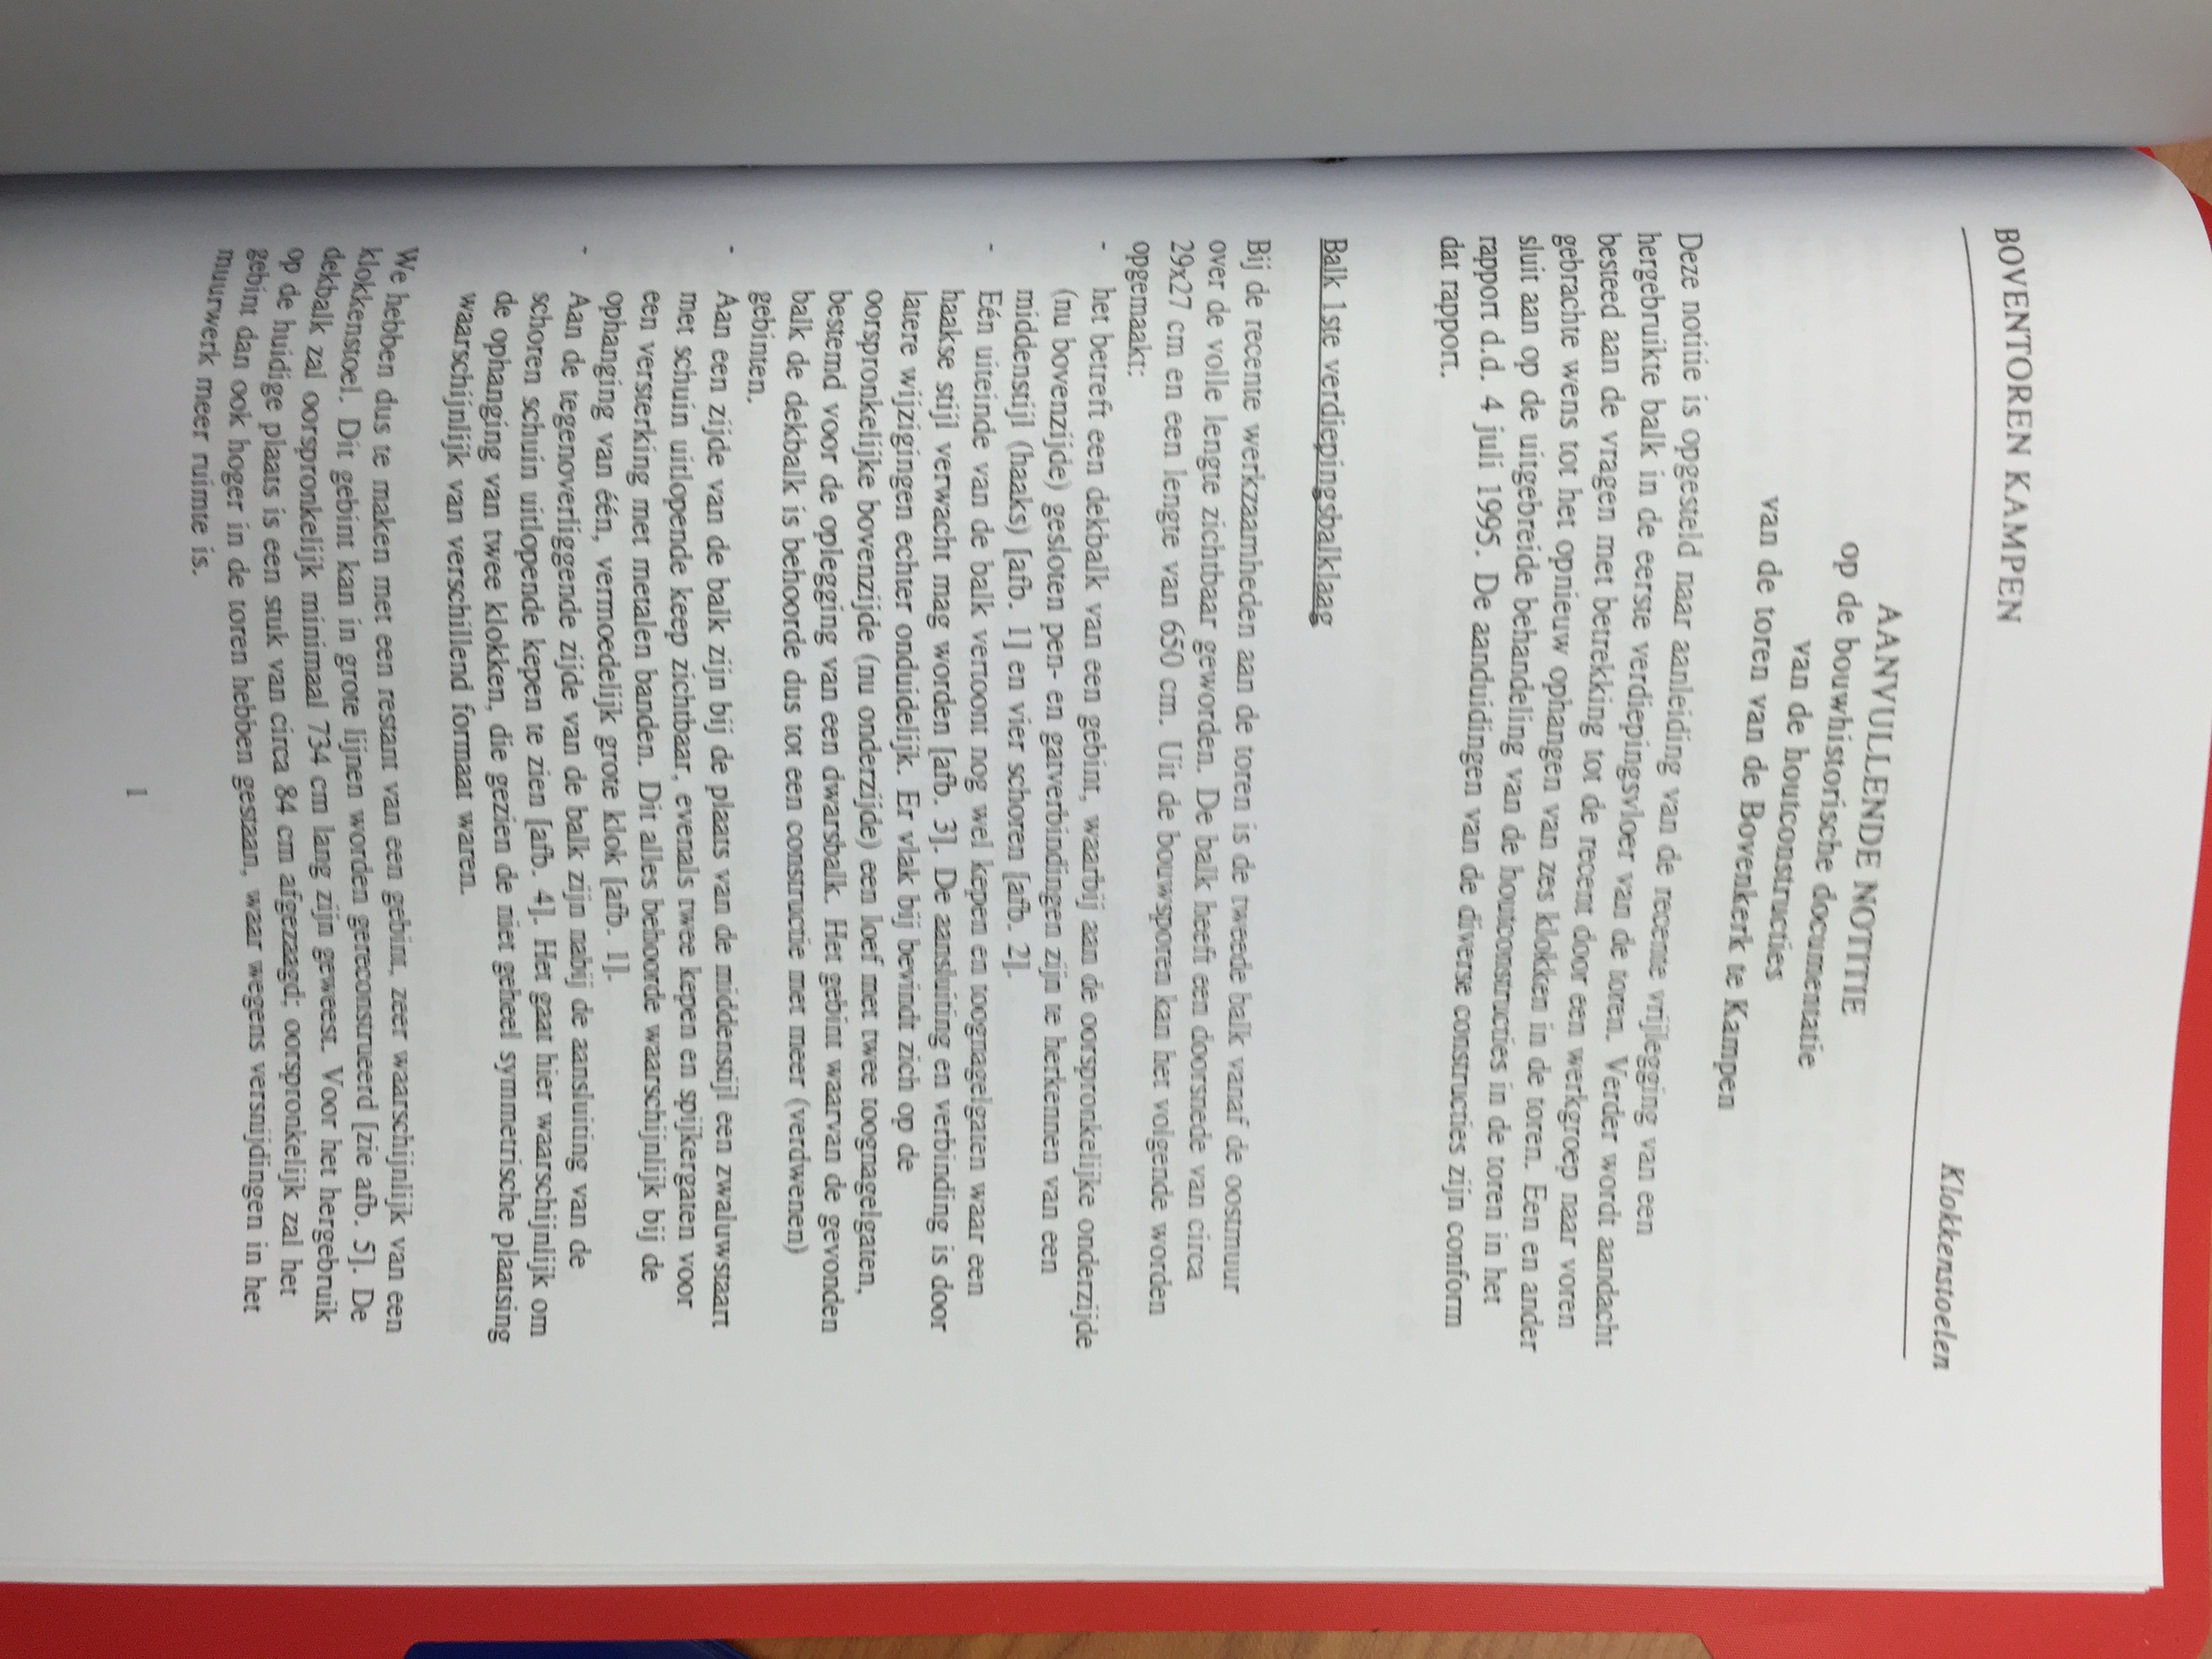 BOVENTOREN KAMPEN
Klokkenstoelen
AANVULLENDE NOTITIE
op de bouwhistorische documentatie
van de houtconstructies
van de toren van de Bovenkerk te Kampen
Deze notitie is opgesteld naar aanleiding van de recente vrijlegging van een
hergebruikte balk in de eerste verdiepingsvloer van de toren. Verder wordt aandacht
besteed aan de vragen met betrekking tot de recent door een werkgroep naar voren
gebrachte wens tot het opnieuw ophangen van zes klokken in de toren. Een en ander
sluit aan op de uitgebreide behandeling van de houtconstructies in de toren in het
rapport d.d. 4 juli 1995. De aanduidingen van de diverse constructies zijn conform
dat rapport.
Balk 1ste verdiepingsbalklaag
Bij de recente werkzaamheden aan de toren is de tweede balk vanaf de oostmuur
over de volle lengte zichtbaar geworden. De balk heeft een doorsnede van circa
29x27 cm en een lengte van 650 cm. Uit de bouwsporen kan het volgende worden
opgemaakt:
- het betreft een dekbalk van een gebint, waarbij aan de oorspronkelijke onderzijde
(nu bovenzijde) gesloten pen- en gatverbindingen zijn te herkennen van een
middenstijl (haaks) [afb. 1] en vier schoren [afb. 2].
- Eén uiteinde van de balk vertoont nog wel kepen en toognagelgaten waar een
haakse stijl verwacht mag worden [afb. 3]. De aansluiting en verbinding is door
latere wijzigingen echter onduidelijk. Er vlak bij bevindt zich op de
oorspronkelijke bovenzijde (nu onderzijde) een loef met twee toognagelgaten,
bestemd voor de oplegging van een dwarsbalk. Het gebint waarvan de gevonden
balk de dekbalk is behoorde dus tot een constructie met meer (verdwenen)
gebinten.
- Aan een zijde van de balk zijn bij de plaats van de middenstijl een zwaluwstaart
met schuin uitlopende keep zichtbaar, evenals twee kepen en spijkergaten voor
een versterking met metalen banden. Dit alles behoorde waarschijnlijk bij de
ophanging van één, vermoedelijk grote klok [afb. 1].
- Aan de tegenoverliggende zijde van de balk zijn nabij de aansluiting van de
schoren schuin uitlopende kepen te zien [afb. 4]. Het gaat hier waarschijnlijk om
de ophanging van twee klokken, die gezien de niet geheel symmetrische plaatsing
waarschijnlijk van verschillend formaat waren.
We hebben dus te maken met een restant van een gebint, zeer waarschijnlijk van een
klokkenstoel. Dit gebint kan in grote lijnen worden gereconstrueerd [zie afb. 5]. De
dekbalk zal oorspronkelijk minimaal 734 cm lang zijn geweest. Voor het hergebruik
op de huidige plaats is een stuk van circa 84 cm afgezaagd; oorspronkelijk zal het
gebint dan ook hoger in de toren hebben gestaan, waar wegens versnijdingen in het
muurwerk meer ruimte is.
1